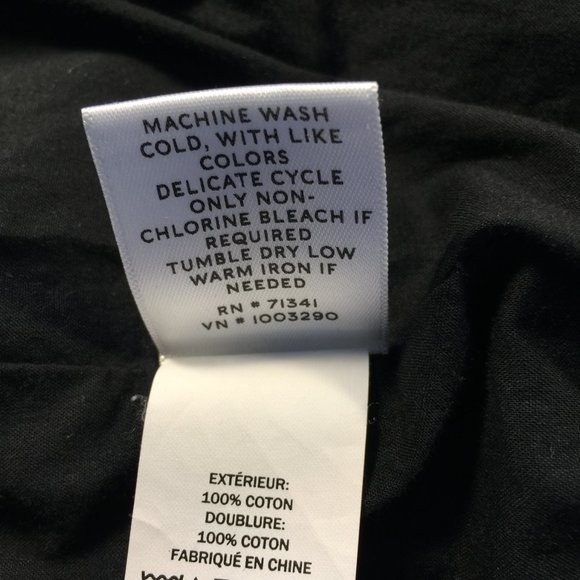 MACHINE WASH
COLD, WITH LIKE
COLORS
DELICATE CYCLE
ONLY NON-
CHLORINE BLEACH IF
REQUIRED
TUMBLE DRY LOW
WARM IRON IF
NEEDED
RN # 71341
VN # 1003290
EXTÉRIEUR:
100% COTON
DOUBLURE:
100% COTON
FABRIQUÉ EN CHINE